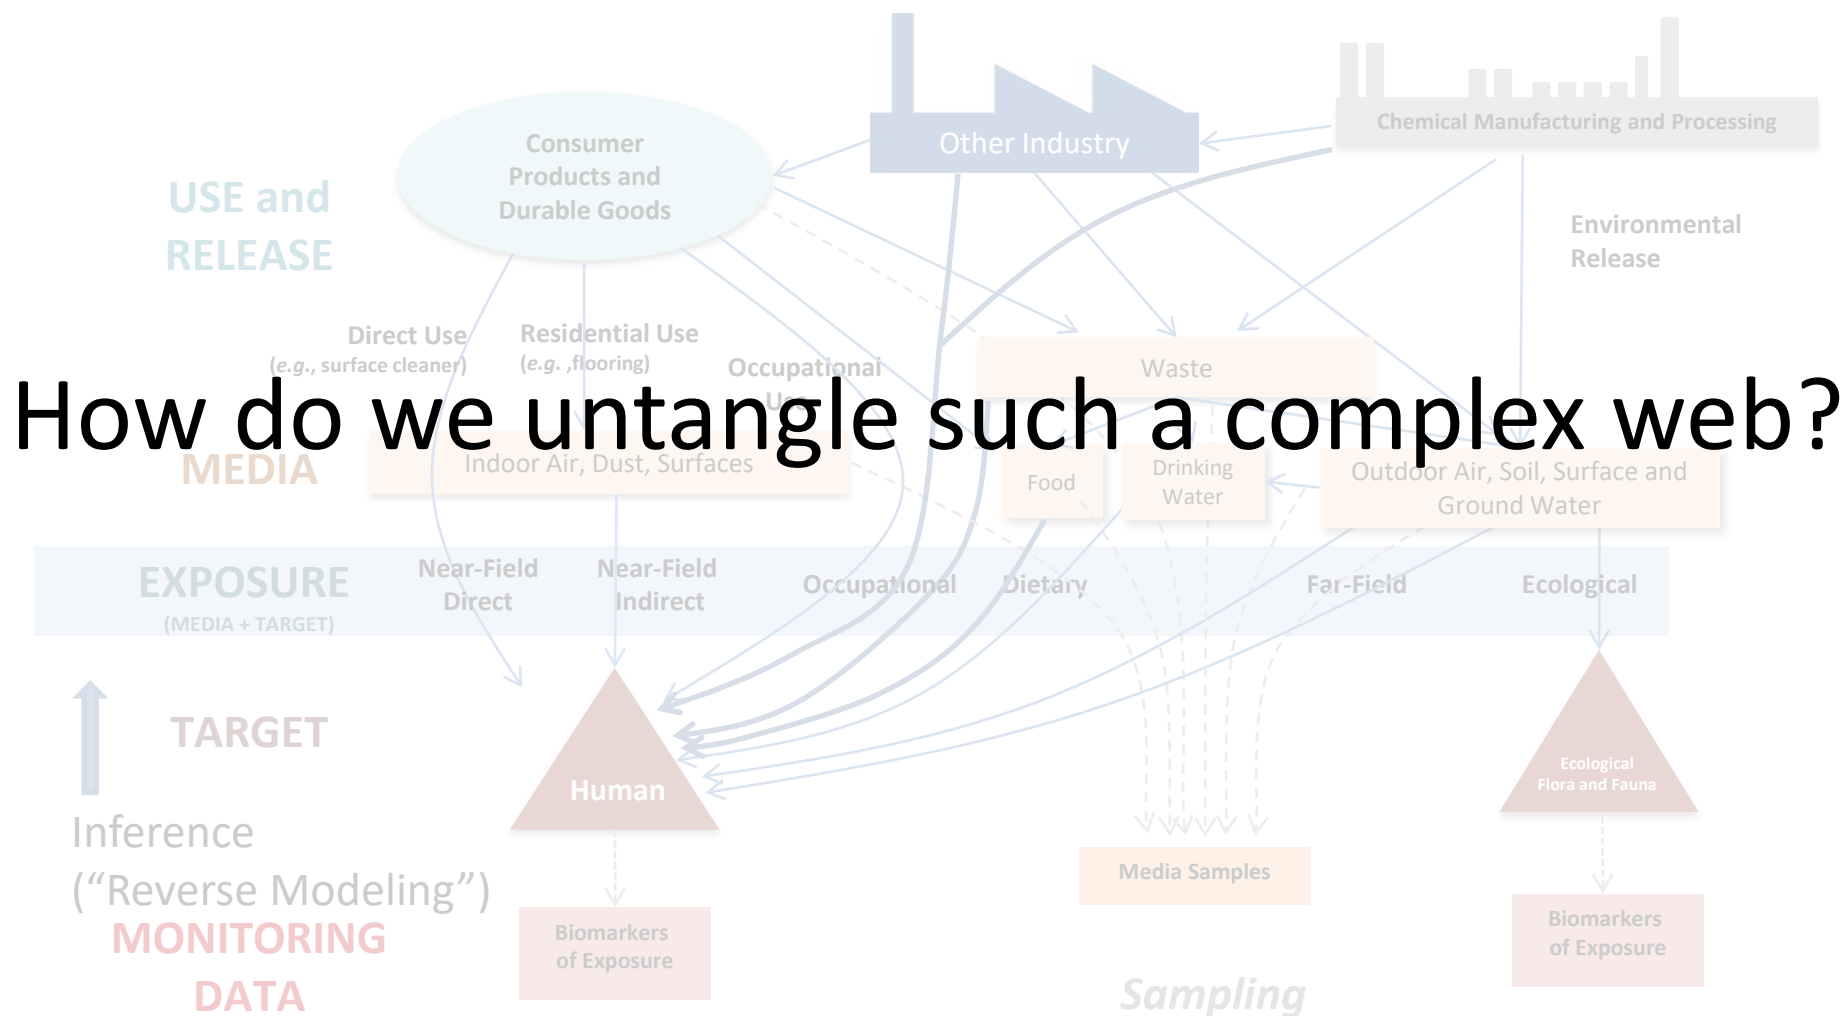 Other Industry
Chemical Manufacturing and Processing
Consumer
Products and
Durable Goods
USE and
RELEASE
Environmental
Release
Direct Use
(e.g., surface cleaner)
Residential Use
(e.g. ,flooring)
Occupational
Use
Waste
How do we untangle such a complex web?
MEDIA
Indoor Air, Dust, Surfaces
Food
Drinking
Water
Outdoor Air, Soil, Surface and
Ground Water
EXPOSURE
(MEDIA + TARGET)
Near-Field
Direct
Near-Field
Indirect
Occupational
Dietary
Far-Field
Ecological
TARGET
Human
Ecological
Flora and Fauna
Inference
(“Reverse Modeling”)
MONITORING
DATA
Biomarkers
of Exposure
Media Samples
Biomarkers
of Exposure
Sampling